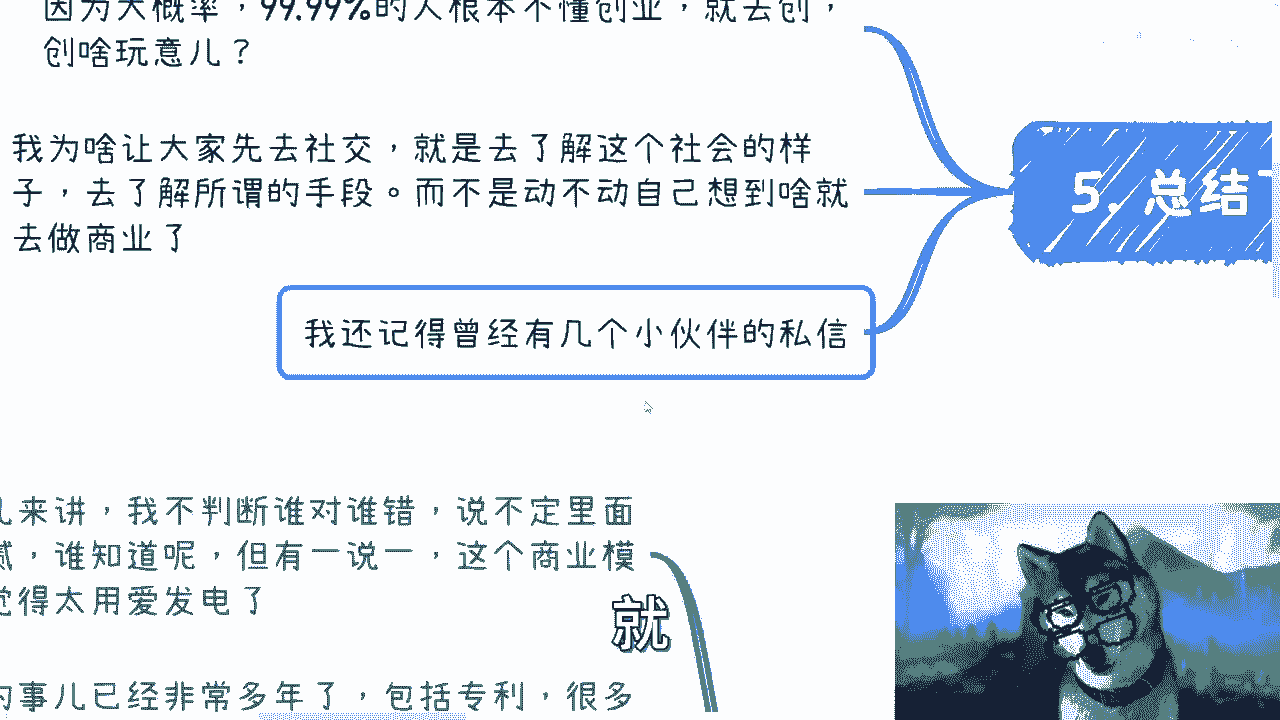 因为大概率，99.99%的人根本不懂创业，就去创，
创啥玩意儿？
我为啥让大家先去社交，就是去了解这个社会的样
子，去了解所谓的手段。而不是动不动自己想到啥就
去做商业了
5. 总结
我还记得曾经有几个小伙伴的私信
来讲，我不判断谁对谁错，说不定里面
，谁知道呢，但有一说一，这个商业模
觉得太用爱发电了
就
事儿已经非常多年了，包括专利，很多